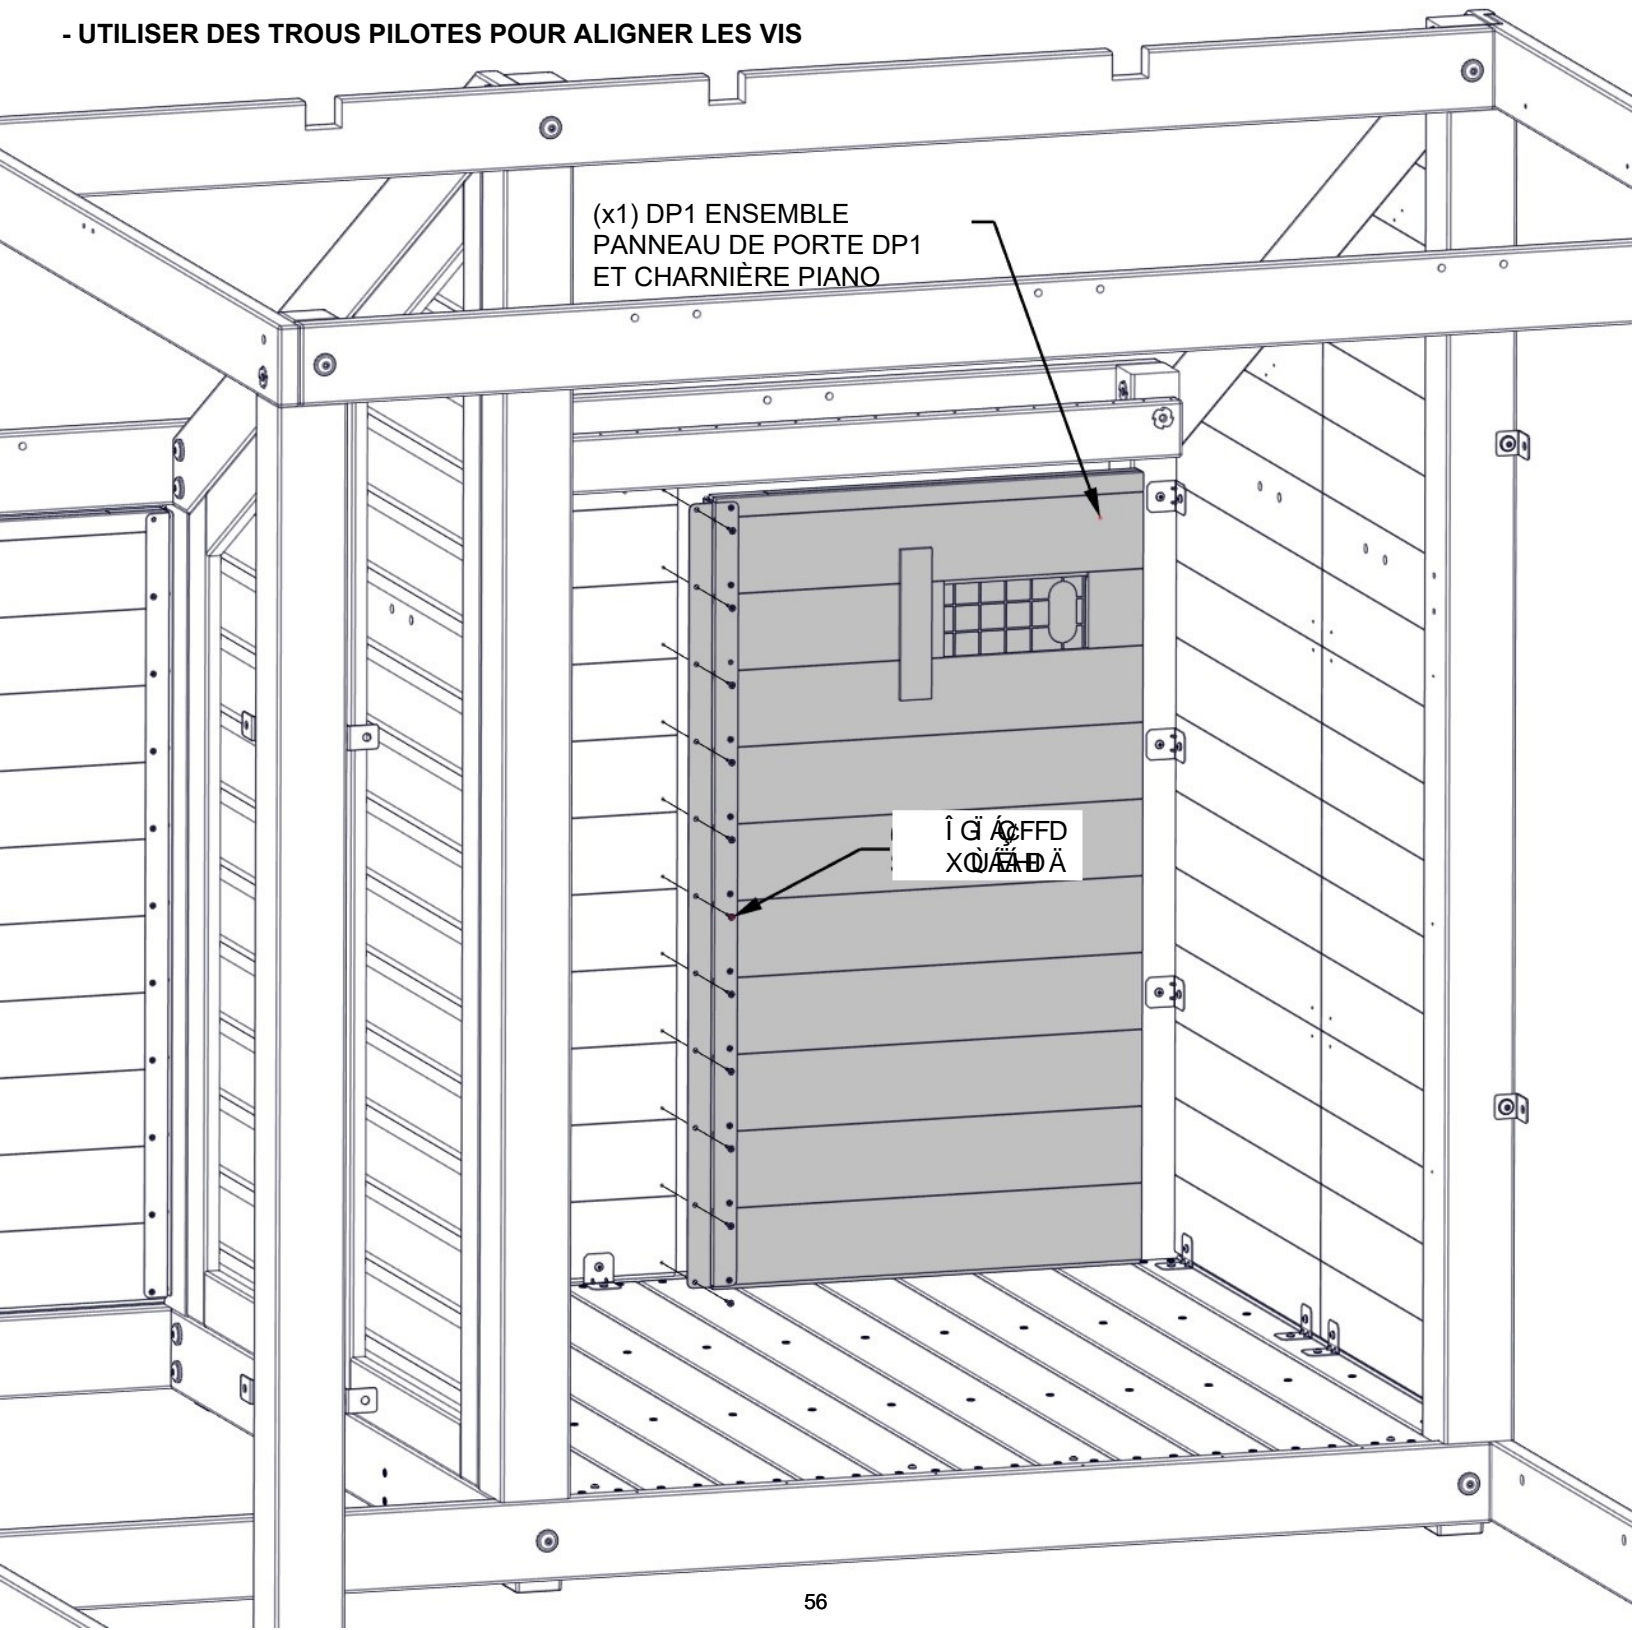 - UTILISER DES TROUS PILOTES POUR ALIGNER LES VIS
(x1) DP1 ENSEMBLE
PANNEAU DE PORTE DP1
ET CHARNIÈRE PIANO
56